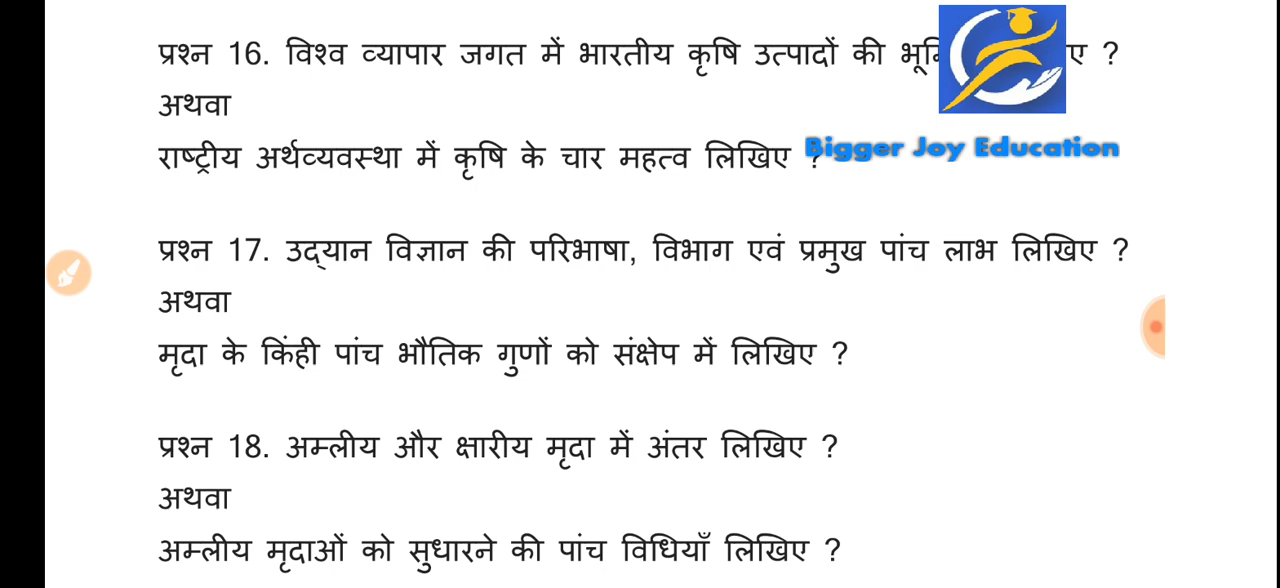 प्रश्न 16. विश्व व्यापार जगत में भारतीय कृषि उत्पादों की ?
अथवा
राष्ट्रीय अर्थव्यवस्था में कृषि के चार महत्व लिखिए ?
Bigger Joy Education
प्रश्न 17. उद्यान विज्ञान की परिभाषा, विभाग एवं प्रमुख पांच लाभ लिखिए ?
अथवा
मृदा के किंही पांच भौतिक गुणों को संक्षेप में लिखिए ?
प्रश्न 18. अम्लीय और क्षारीय मृदा में अंतर लिखिए ?
अथवा
अम्लीय मृदाओं को सुधारने की पांच विधियाँ लिखिए ?